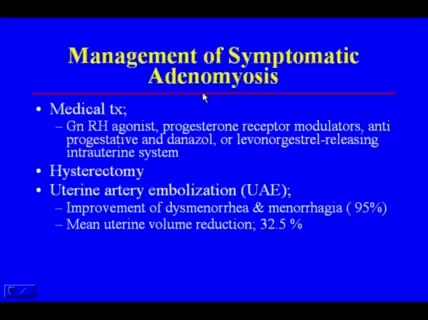 Management of Symptomatic
Adenomyosis
• Medical tx;
– Gn RH agonist, progesterone receptor modulators, anti
progestative and danazol, or levonorgestrel-releasing
intrauterine system
• Hysterectomy
• Uterine artery embolization (UAE);
– Improvement of dysmenorrhea & menorrhagia ( 95%)
– Mean uterine volume reduction; 32.5 %